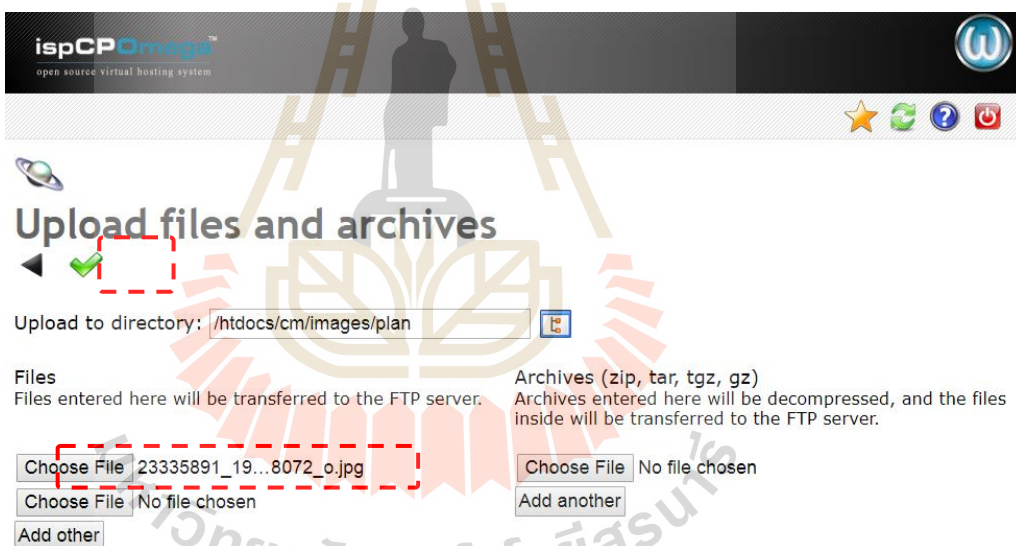 ispCPOmega™
open source virtual hosting system
Upload files and archives
Upload to directory: /htdocs/cm/images/plan
Files
Files entered here will be transferred to the FTP server.
Choose File 23335891_19...8072_o.jpg
Choose File No file chosen
Add other
Archives (zip, tar, tgz, gz)
Archives entered here will be decompressed, and the files
inside will be transferred to the FTP server.
Choose File No file chosen
Add another